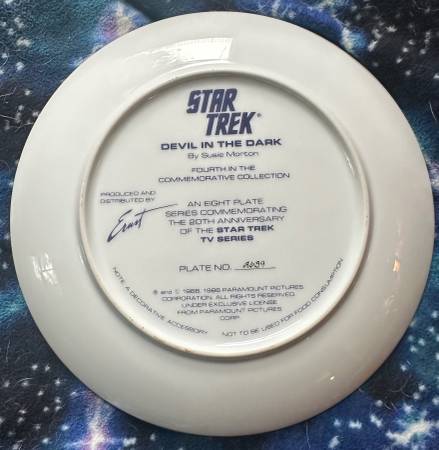 STAR
TREK®
DEVIL IN THE DARK
By Susie Morton
FOURTH IN THE
COMMEMORATIVE COLLECTION
PRODUCED AND
DISTRIBUTED BY
Ernst
AN EIGHT PLATE
SERIES COMMEMORATING
THE 20TH ANNIVERSARY
OF THE STAR TREK
TV SERIES
PLATE NO.
® and © 1966, 1986 PARAMOUNT PICTURES
CORPORATION. ALL RIGHTS RESERVED.
UNDER EXCLUSIVE LICENSE
FROM PARAMOUNT PICTURES
CORP.
NOTE: A DECORATIVE ACCESSORY. NOT TO BE USED FOR FOOD CONSUMPTION